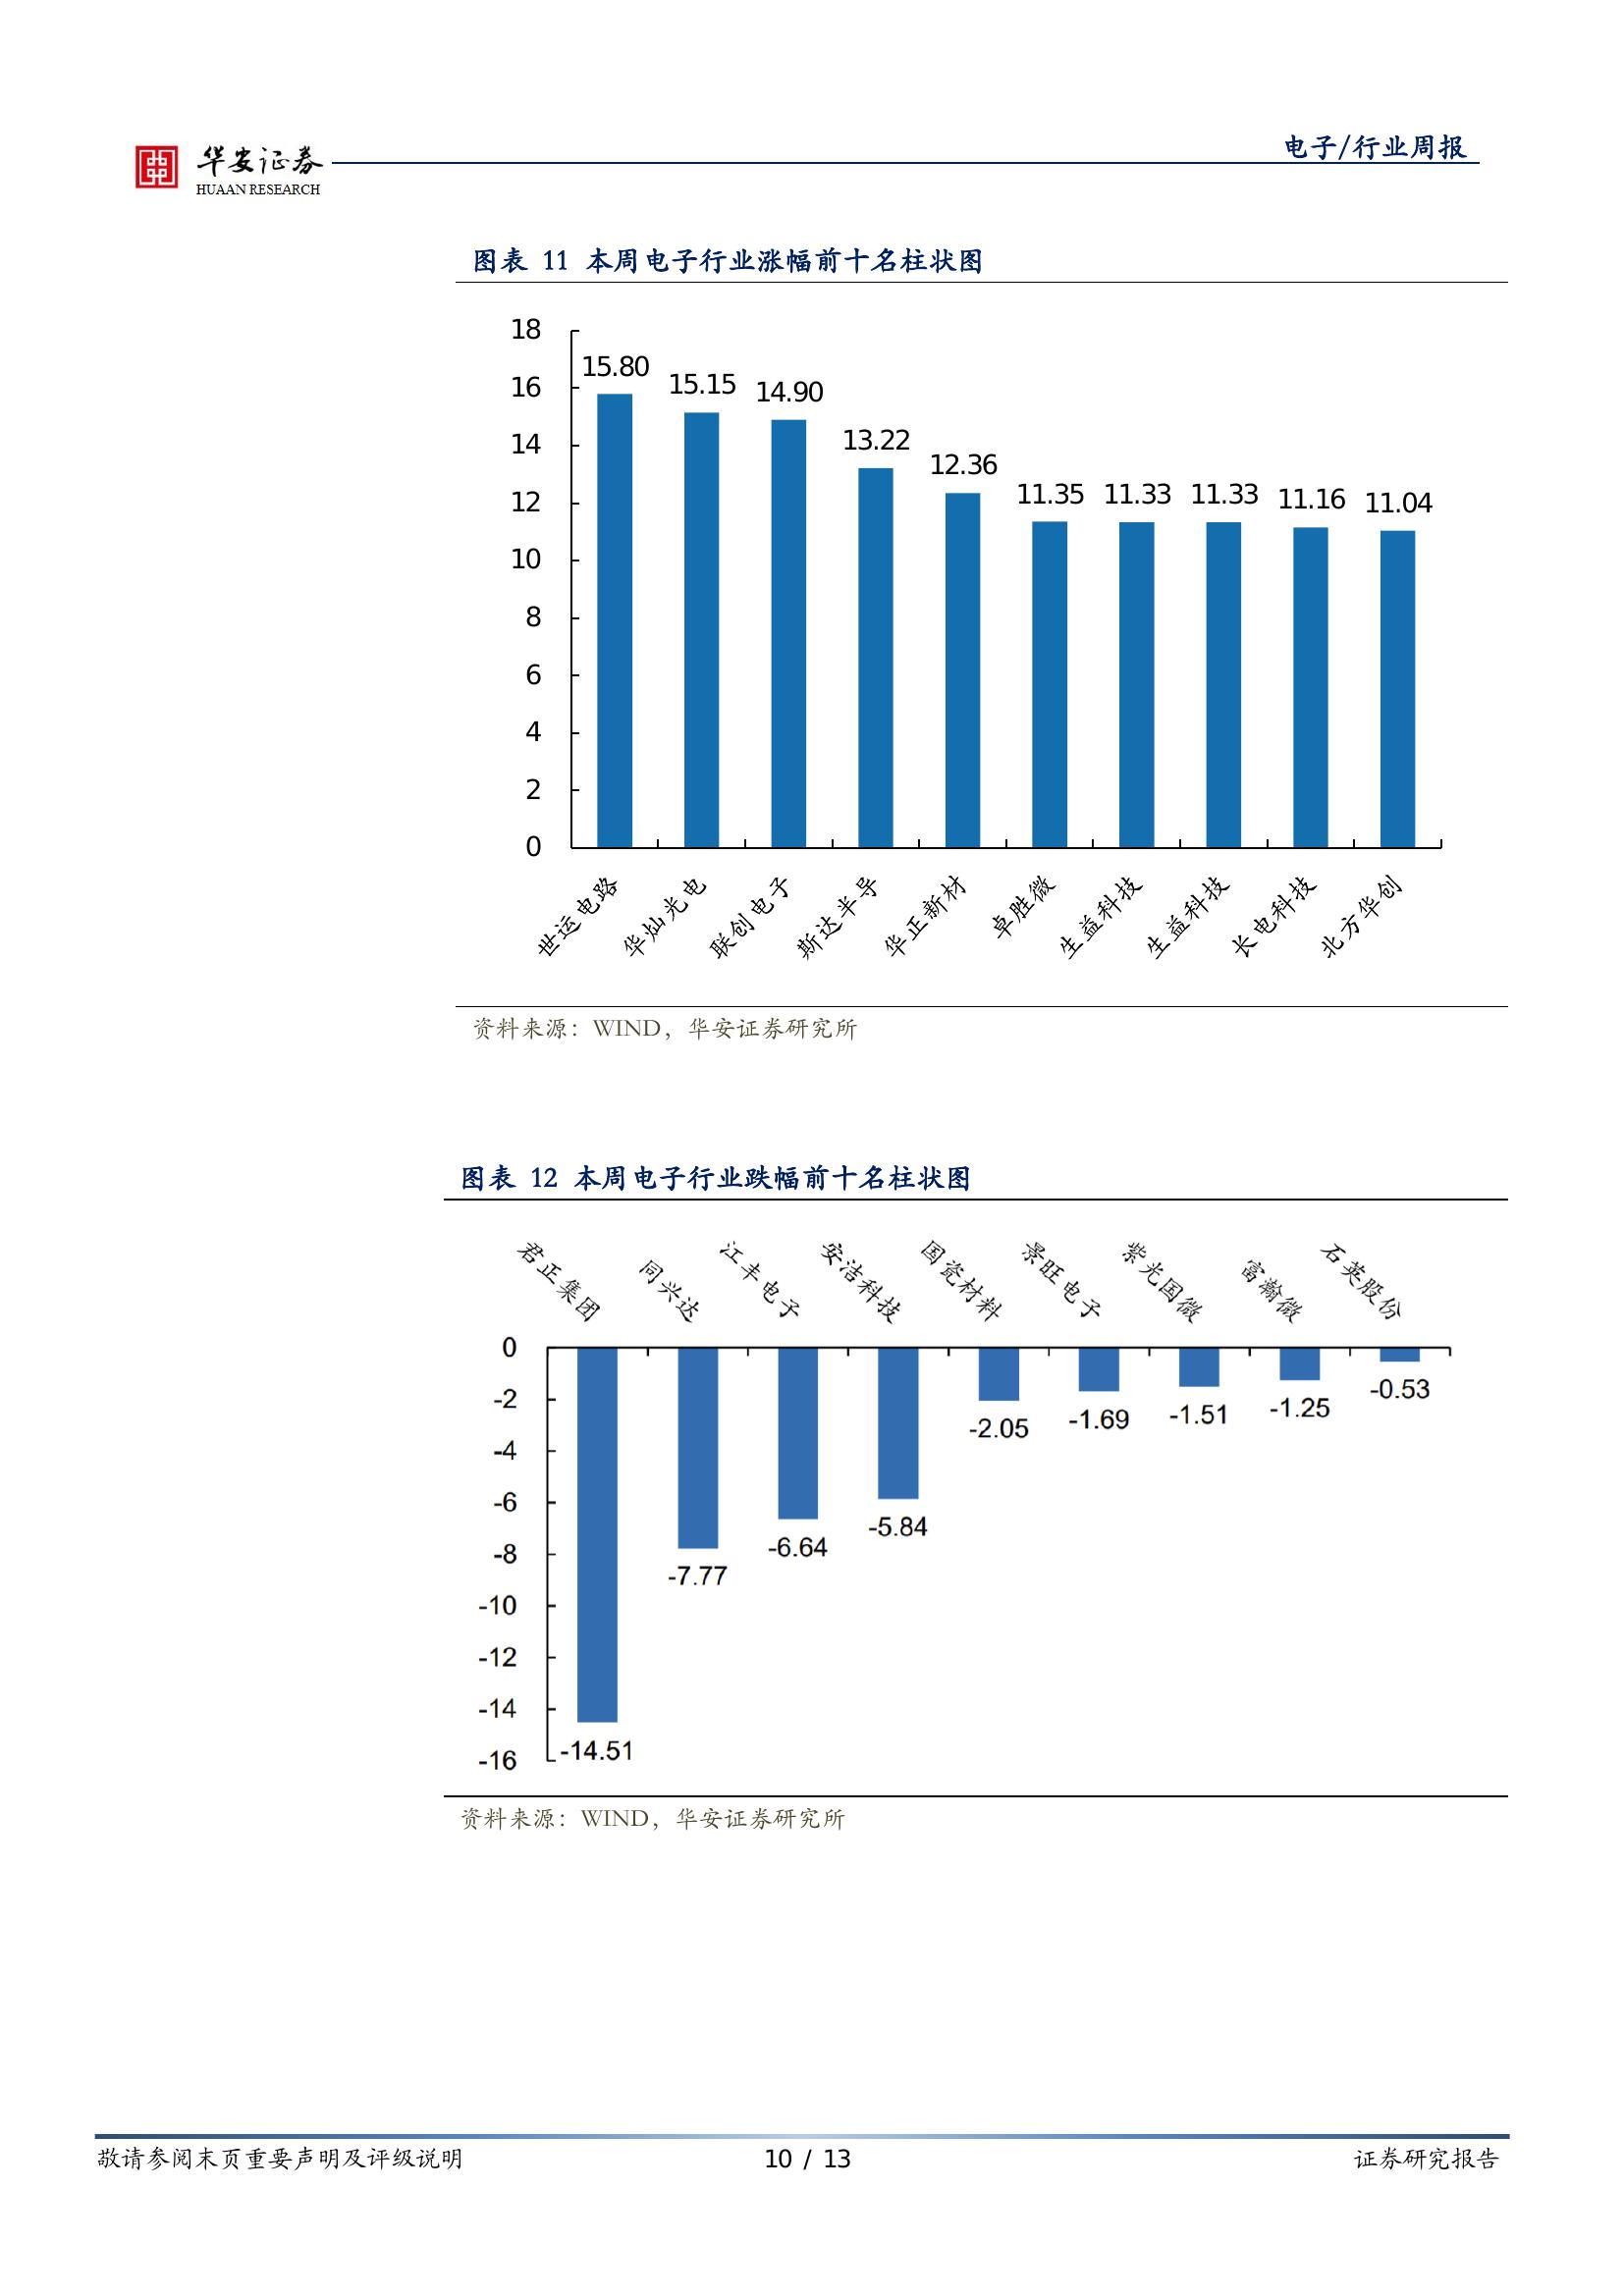 华安证券
HUAAN RESEARCH
电子/行业周报
图表 11 本周电子行业涨幅前十名柱状图
18
16
14
12
10
8
6
4
2
0
15.80
15.15
14.90
13.22
12.36
11.35
11.33
11.33
11.16
11.04
世运电路
华灿光电
联创电子
斯达半导
华正新材
卓胜微
生益科技
生益科技
长电科技
北方华创
资料来源：WIND，华安证券研究所
图表 12 本周电子行业跌幅前十名柱状图
君正集团
同兴达
江丰电子
安洁科技
国瓷材料
景旺电子
紫光国微
富瀚微
石英股份
0
-2
-4
-6
-8
-10
-12
-14
-16
-14.51
-7.77
-6.64
-5.84
-2.05
-1.69
-1.51
-1.25
-0.53
资料来源：WIND，华安证券研究所
敬请参阅末页重要声明及评级说明
10 / 13
证券研究报告